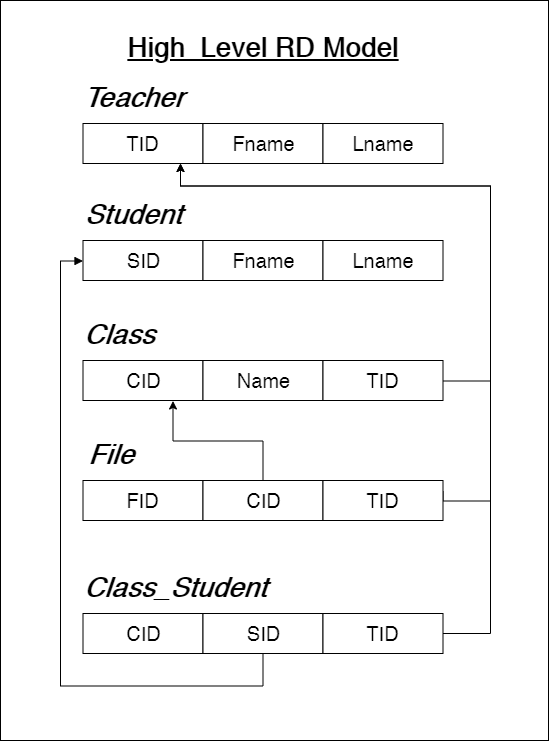 High Level RD Model
Teacher
TID Fname Lname
Student
SID Fname Lname
Class
CID Name TID
File
FID CID TID
Class_Student
CID SID TID